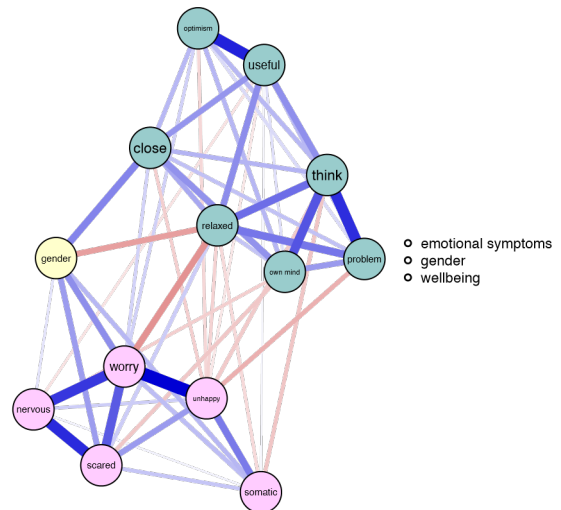 optimism
useful
close
think
relaxed
gender
own mind
problem
emotional symptoms
gender
wellbeing
worry
unhappy
nervous
scared
somatic